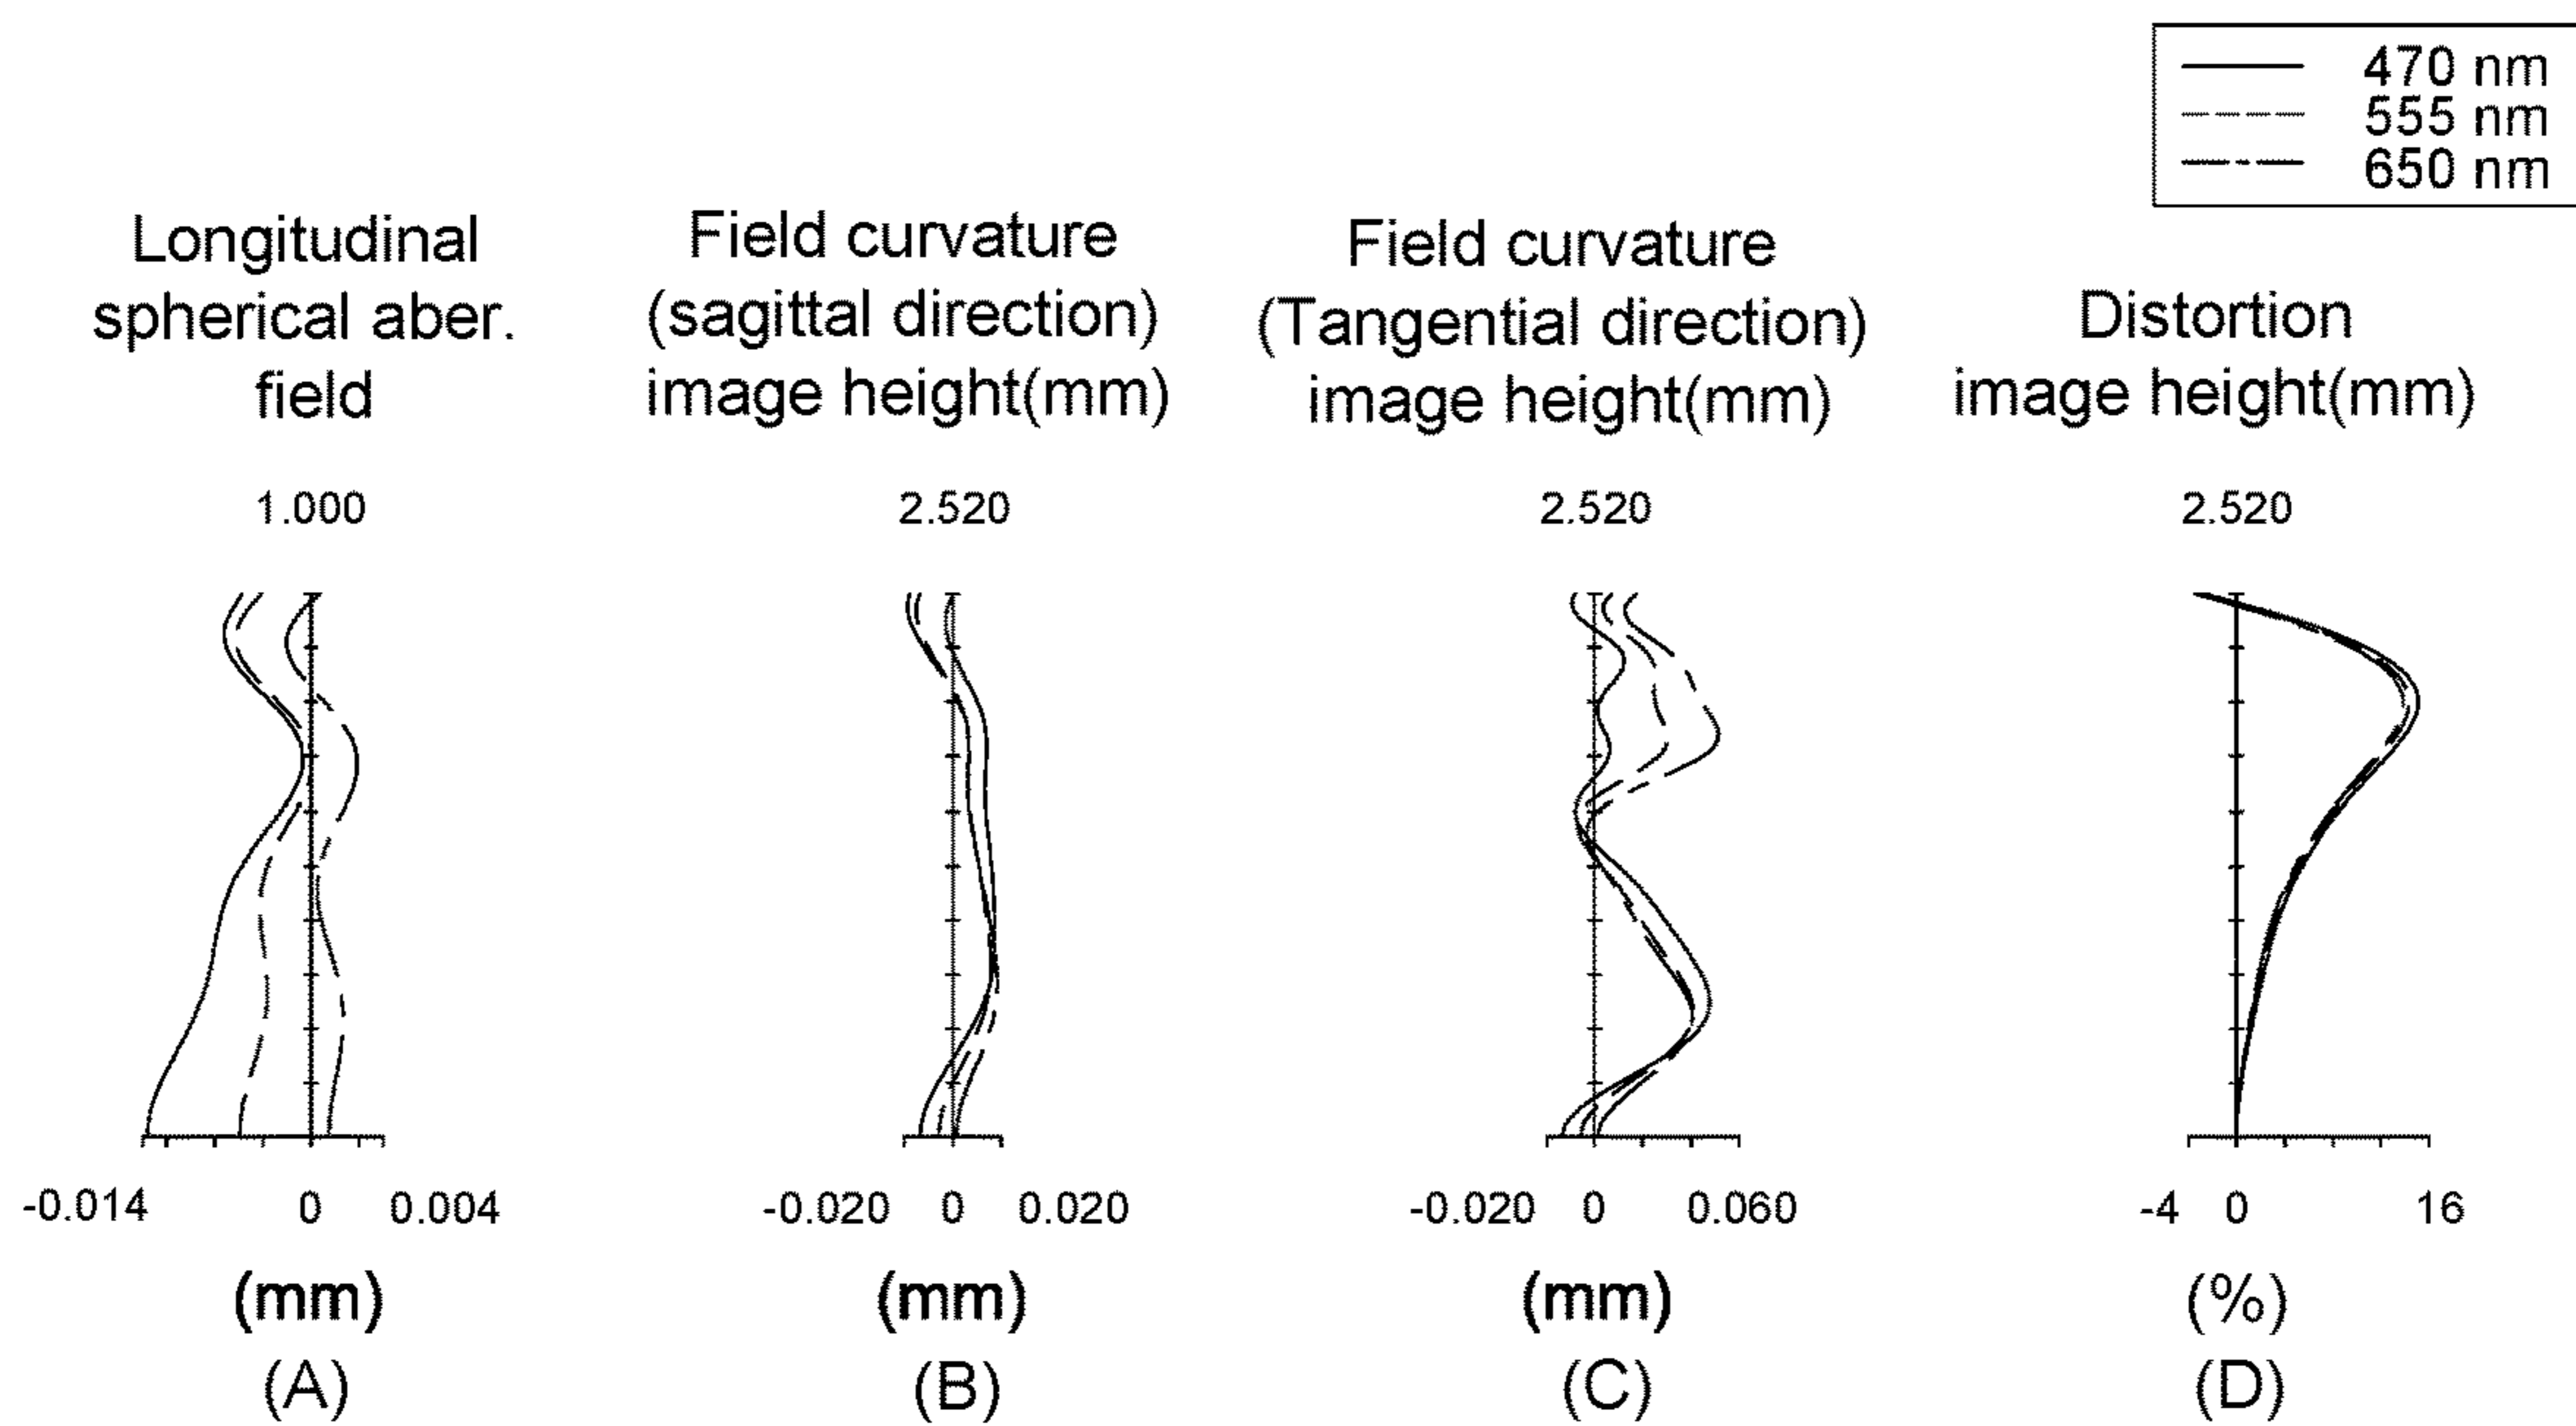 470 nm
555 nm
650 nm
Longitudinal
spherical aber.
field
Field curvature
(sagittal direction)
image height(mm)
Field curvature
(Tangential direction)
image height(mm)
Distortion
image height(mm)
1.000
2.520
2.520
2.520
-0.014 0 0.004
-0.020 0 0.020
-0.020 0 0.060
-4 0 16
(mm)
(mm)
(mm)
(%)
(A)
(B)
(C)
(D)